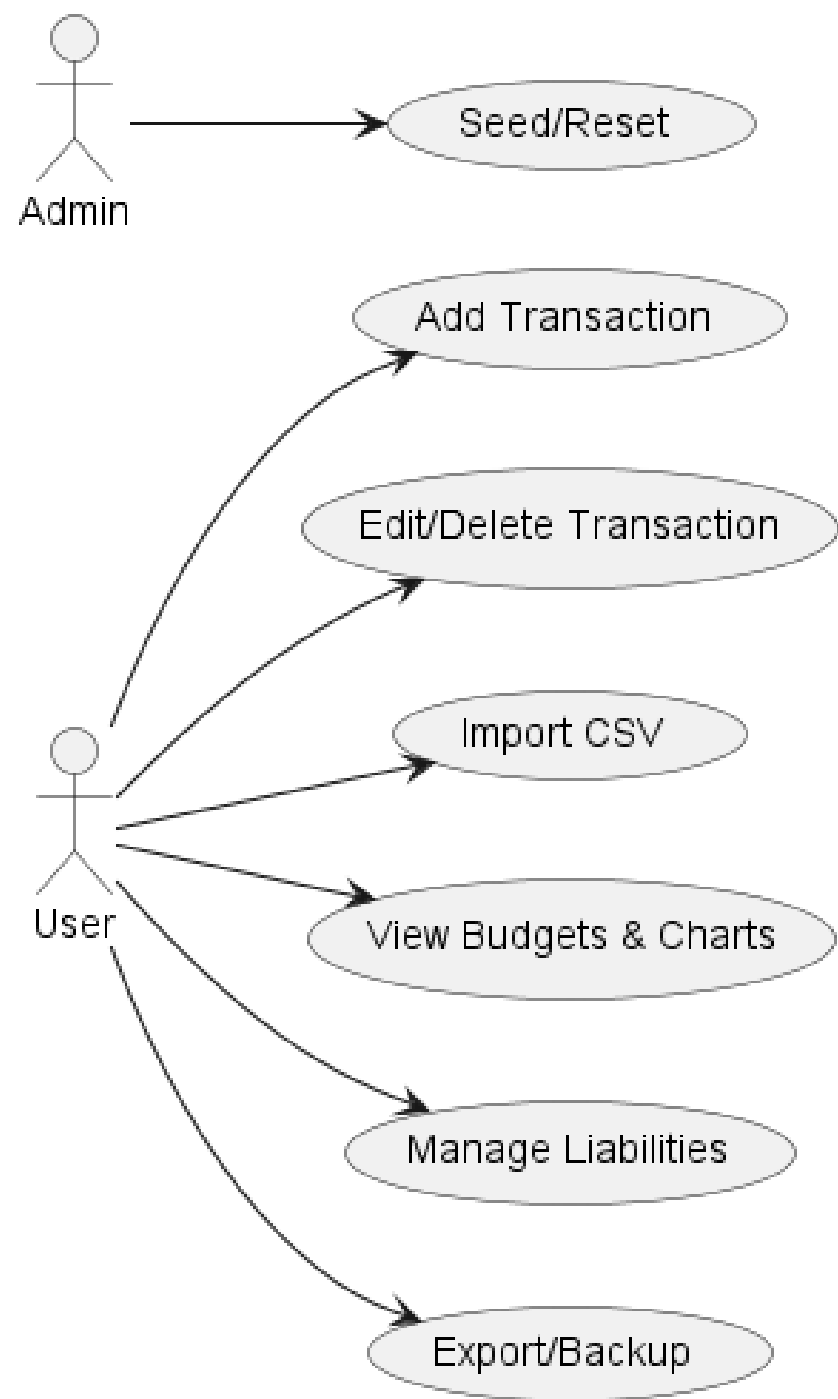 Seed/Reset
Admin
Add Transaction
Edit/Delete Transaction
Import CSV
User
View Budgets & Charts
Manage Liabilities
Export/Backup